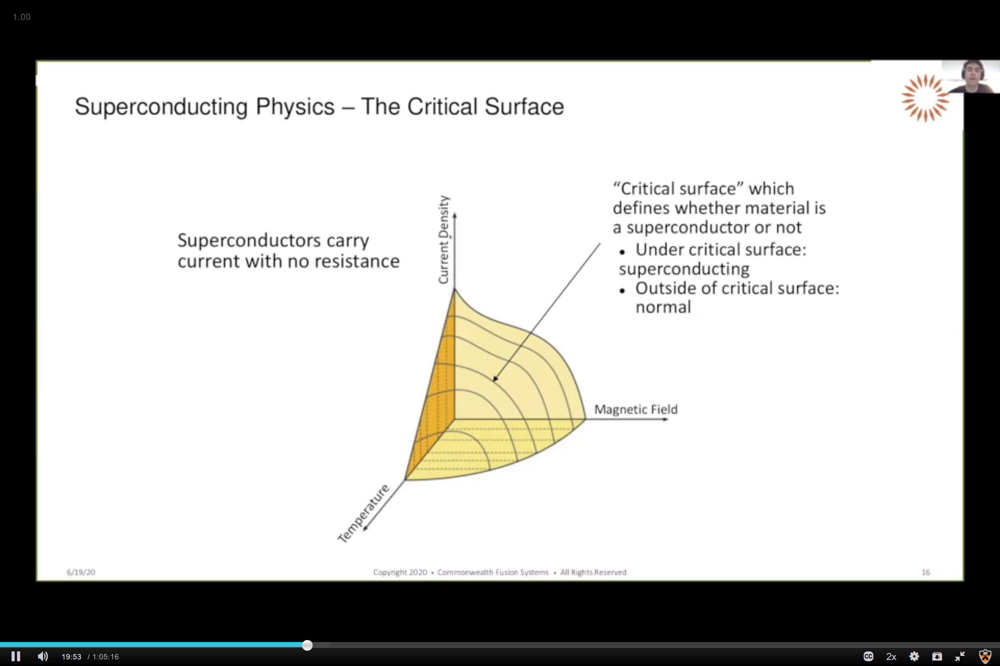 1.00
Superconducting Physics – The Critical Surface
“Critical surface” which
defines whether material is
a superconductor or not
• Under critical surface:
superconducting
• Outside of critical surface:
normal
Superconductors carry
current with no resistance
Current Density
Magnetic Field
Temperature
6/19/20
Copyright 2020 • Commonwealth Fusion Systems • All Rights Reserved
16
19:53 / 1:05:16
CC
2x